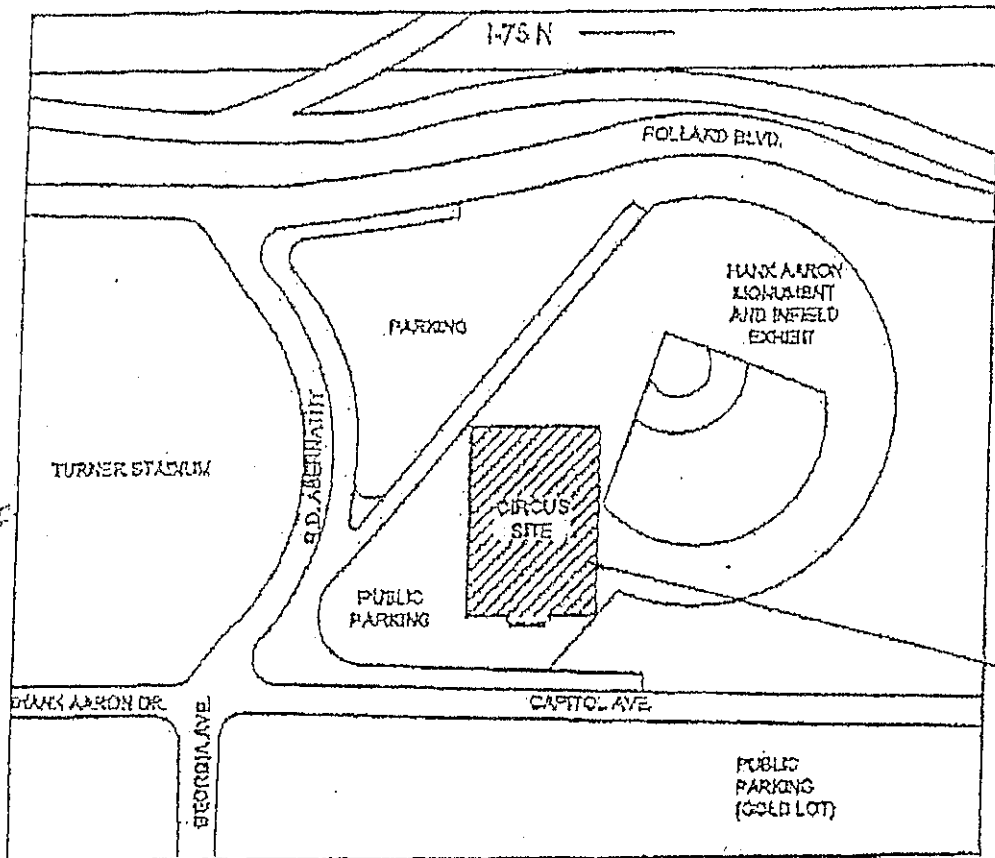 I-75 N
POLLARD BLVD.
HANK AARON
MONUMENT
AND INFIELD
EXHIBIT
PARKING
TURNER STADIUM
R.D. ABERNATHY
CIRCUS
SITE
PUBLIC
PARKING
HANK AARON DR.
CAPITOL AVE.
GEORGIA AVE.
PUBLIC
PARKING
(GOLD LOT)